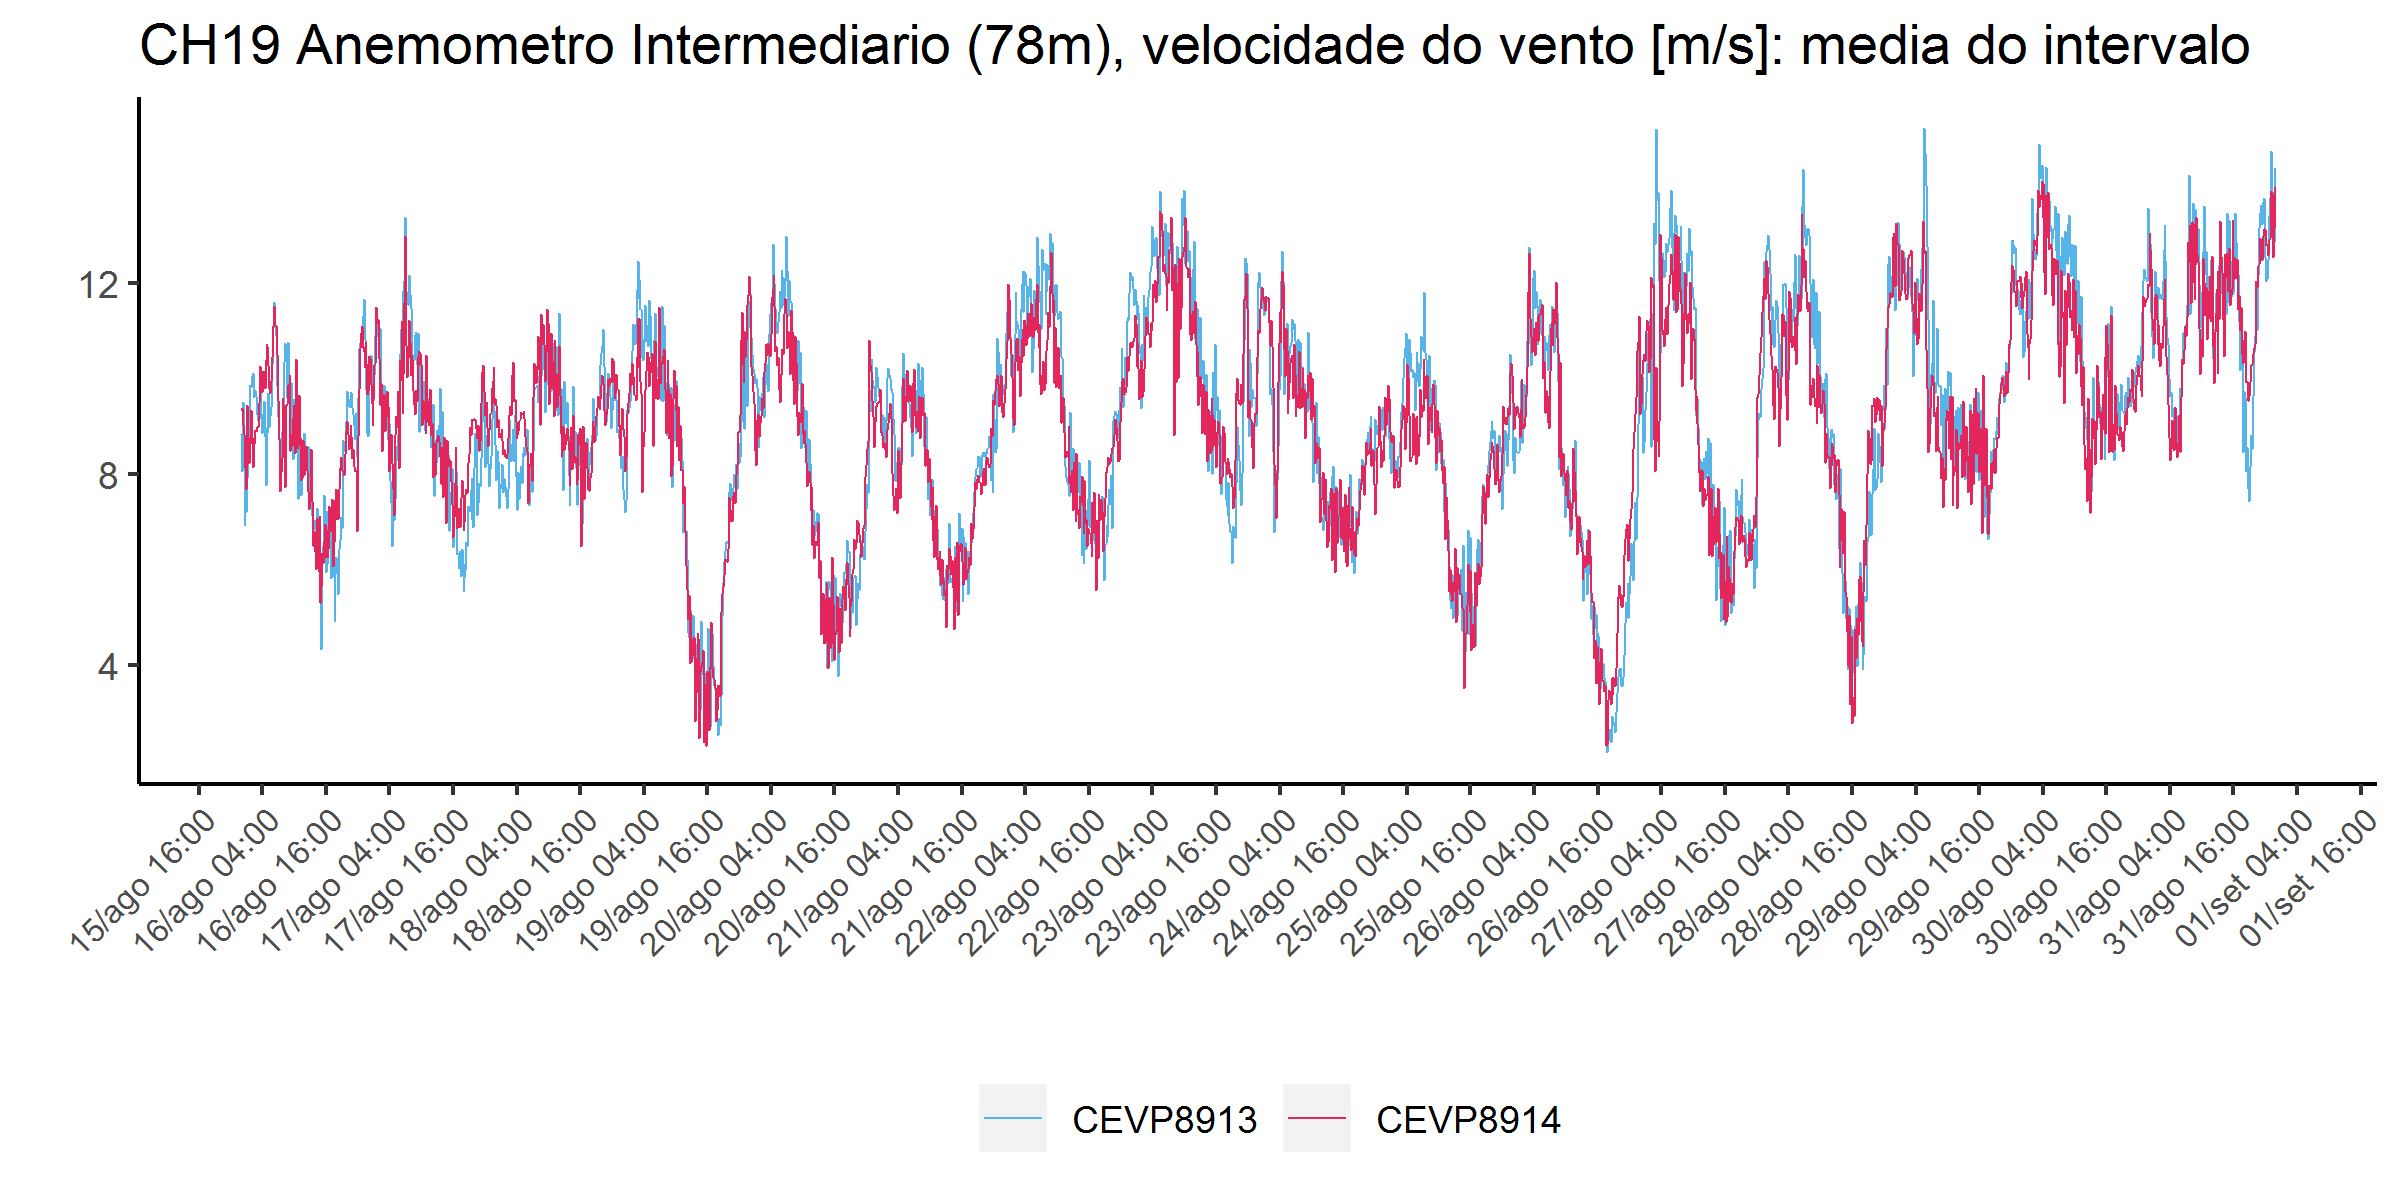 CH19 Anemometro Intermediario (78m), velocidade do vento [m/s]: media do intervalo
12
8
4
15/ago 16:00
16/ago 04:00
16/ago 16:00
17/ago 04:00
17/ago 16:00
18/ago 04:00
18/ago 16:00
19/ago 04:00
19/ago 16:00
20/ago 04:00
20/ago 16:00
21/ago 04:00
21/ago 16:00
22/ago 04:00
22/ago 16:00
23/ago 04:00
23/ago 16:00
24/ago 04:00
24/ago 16:00
25/ago 04:00
25/ago 16:00
26/ago 04:00
26/ago 16:00
27/ago 04:00
27/ago 16:00
28/ago 04:00
28/ago 16:00
29/ago 04:00
29/ago 16:00
30/ago 04:00
30/ago 16:00
31/ago 04:00
31/ago 16:00
01/set 04:00
01/set 16:00
CEVP8913
CEVP8914